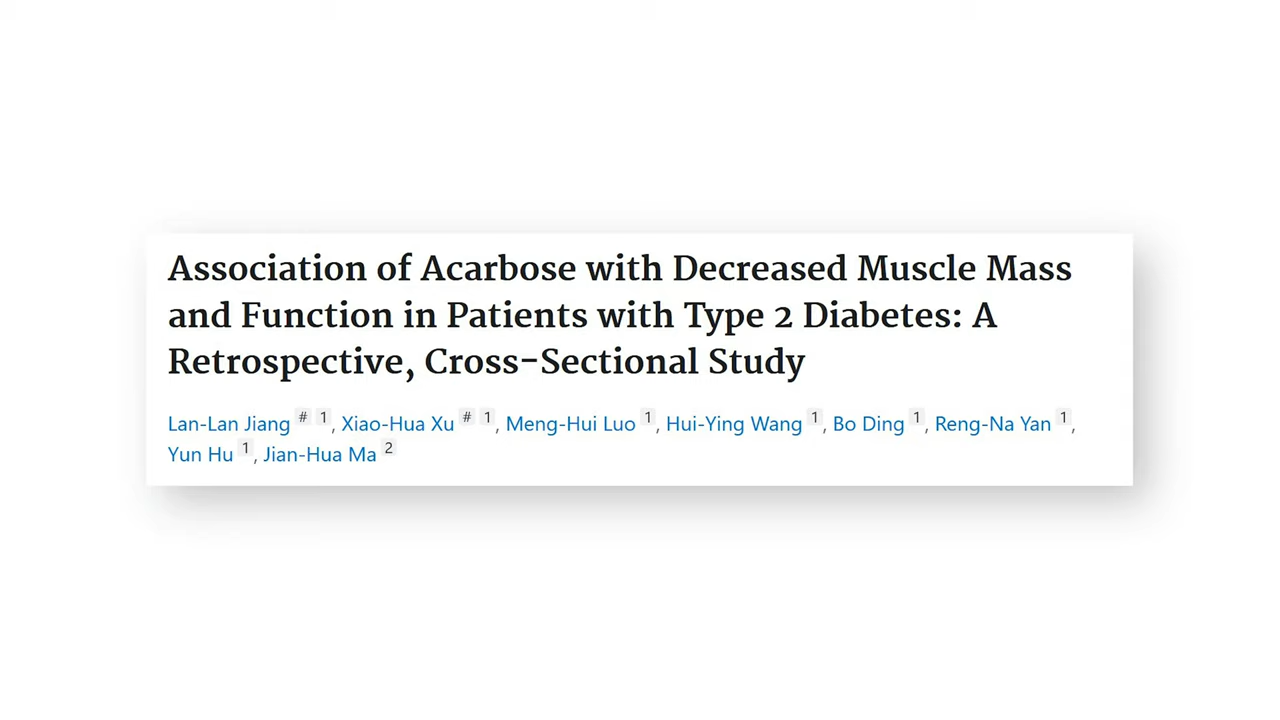 Association of Acarbose with Decreased Muscle Mass
and Function in Patients with Type 2 Diabetes: A
Retrospective, Cross-Sectional Study
Lan-Lan Jiang # 1, Xiao-Hua Xu # 1, Meng-Hui Luo 1, Hui-Ying Wang 1, Bo Ding 1, Reng-Na Yan 1,
Yun Hu 1, Jian-Hua Ma 2